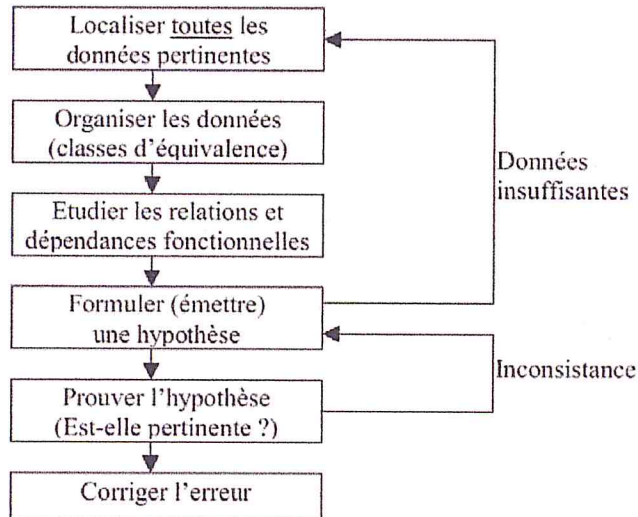 Localiser toutes les
données pertinentes
Organiser les données
(classes d'équivalence)
Etudier les relations et
dépendances fonctionnelles
Formuler (émettre)
une hypothèse
Prouver l'hypothèse
(Est-elle pertinente ?)
Corriger l'erreur
Données
insuffisantes
Inconsistance